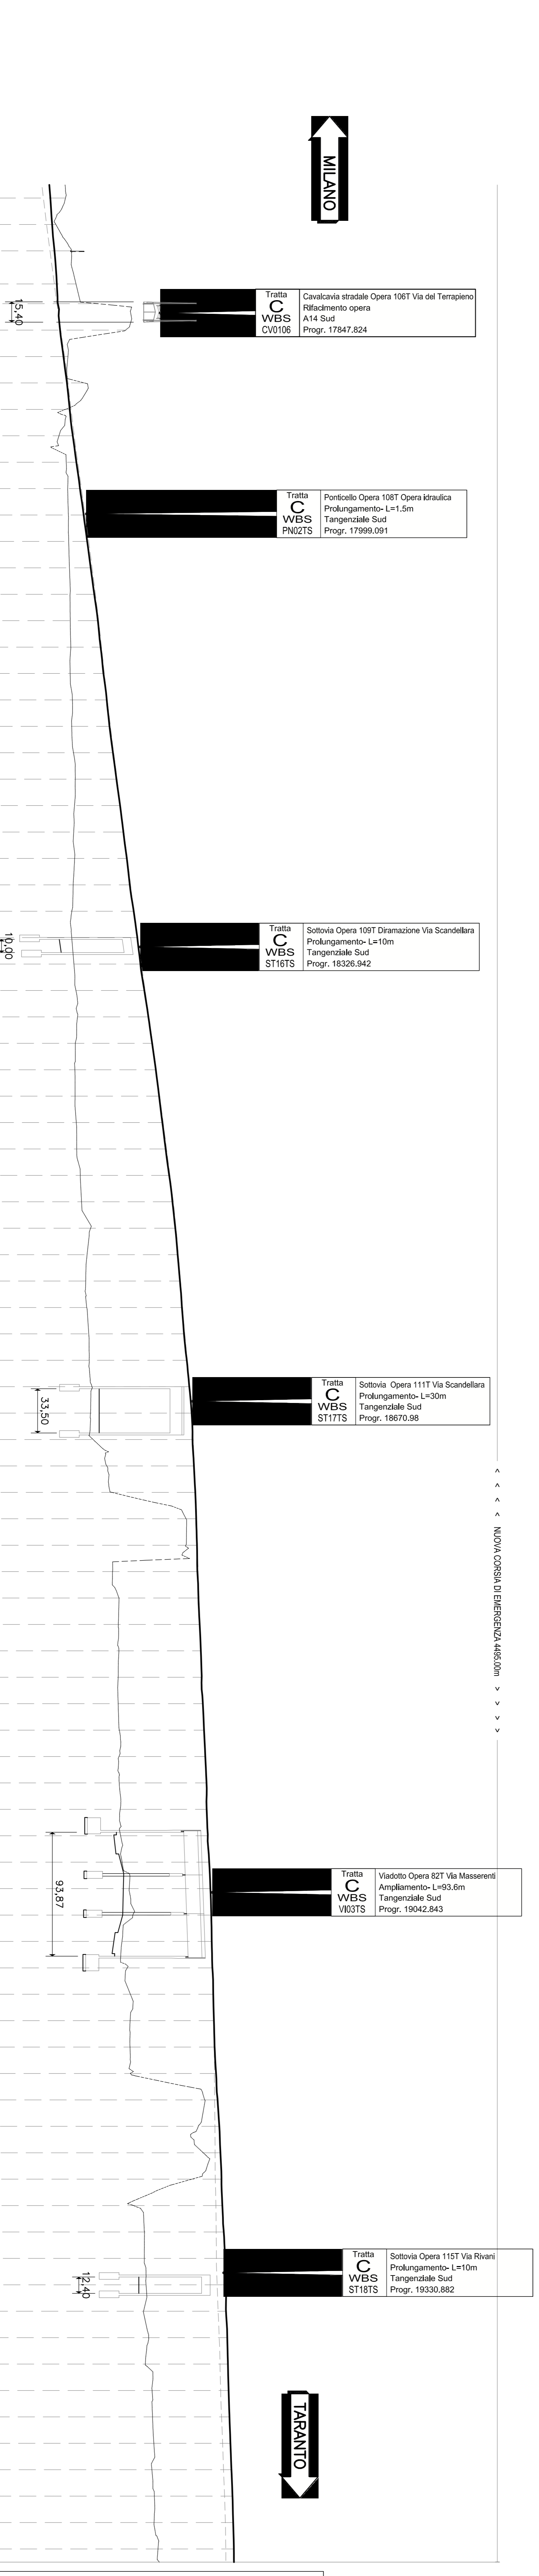 MILANO
Tratta
C
WBS
CV0106
Cavalcavia stradale Opera 106T Via del Terrapieno
Rifacimento opera
A14 Sud
Progr. 17847.824
15,40
Tratta
C
WBS
PN02TS
Ponticello Opera 108T Opera idraulica
Prolungamento- L=1.5m
Tangenziale Sud
Progr. 17999.091
Tratta
C
WBS
ST16TS
Sottovia Opera 109T Diramazione Via Scandellara
Prolungamento- L=10m
Tangenziale Sud
Progr. 18326.942
10,00
Tratta
C
WBS
ST17TS
Sottovia Opera 111T Via Scandellara
Prolungamento- L=30m
Tangenziale Sud
Progr. 18670.98
33,50
< < < < NUOVA CORSIA DI EMERGENZA 4495.00m > > > >
Tratta
C
WBS
VI03TS
Viadotto Opera 82T Via Masserenti
Ampliamento- L=93.6m
Tangenziale Sud
Progr. 19042.843
93,87
Tratta
C
WBS
ST18TS
Sottovia Opera 115T Via Rivani
Prolungamento- L=10m
Tangenziale Sud
Progr. 19330.882
12,40
TARANTO